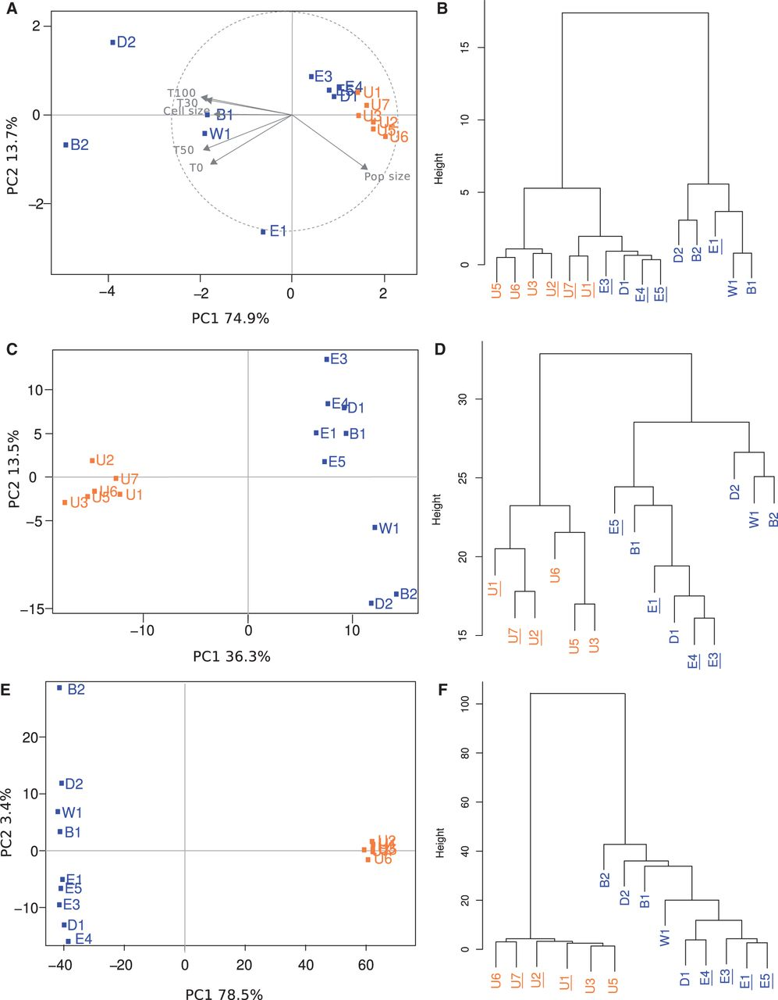 A
2
0
−2
−4
−2
0
2
PC2 13.7%
PC1 74.9%
D2
E3
E4
E5
D1
U1
U7
U3
U2
U5
U6
T100
T30
Cell size
B1
W1
B2
T50
T0
Pop size
E1
B
15
10
5
0
Height
U5
U6
U3
U2
U7
U1
E3
D1
E4
E5
D2
B2
E1
W1
B1
C
10
5
0
−5
−15
−10
0
10
PC2 13.5%
PC1 36.3%
E3
E4
D1
E1
B1
E5
U2
U7
U6
U5
U1
U3
W1
B2
D2
D
30
25
20
15
Height
U1
U7
U2
U6
U5
U3
E5
B1
E1
D1
E4
E3
D2
W1
B2
E
20
10
0
−10
−40
−20
0
20
40
60
PC2 3.4%
PC1 78.5%
B2
D2
W1
B1
E1
E5
E3
D1
E4
U2
U6
F
100
80
60
40
20
0
Height
U6
U7
U2
U1
U3
U5
B2
D2
B1
W1
D1
E4
E3
E1
E5